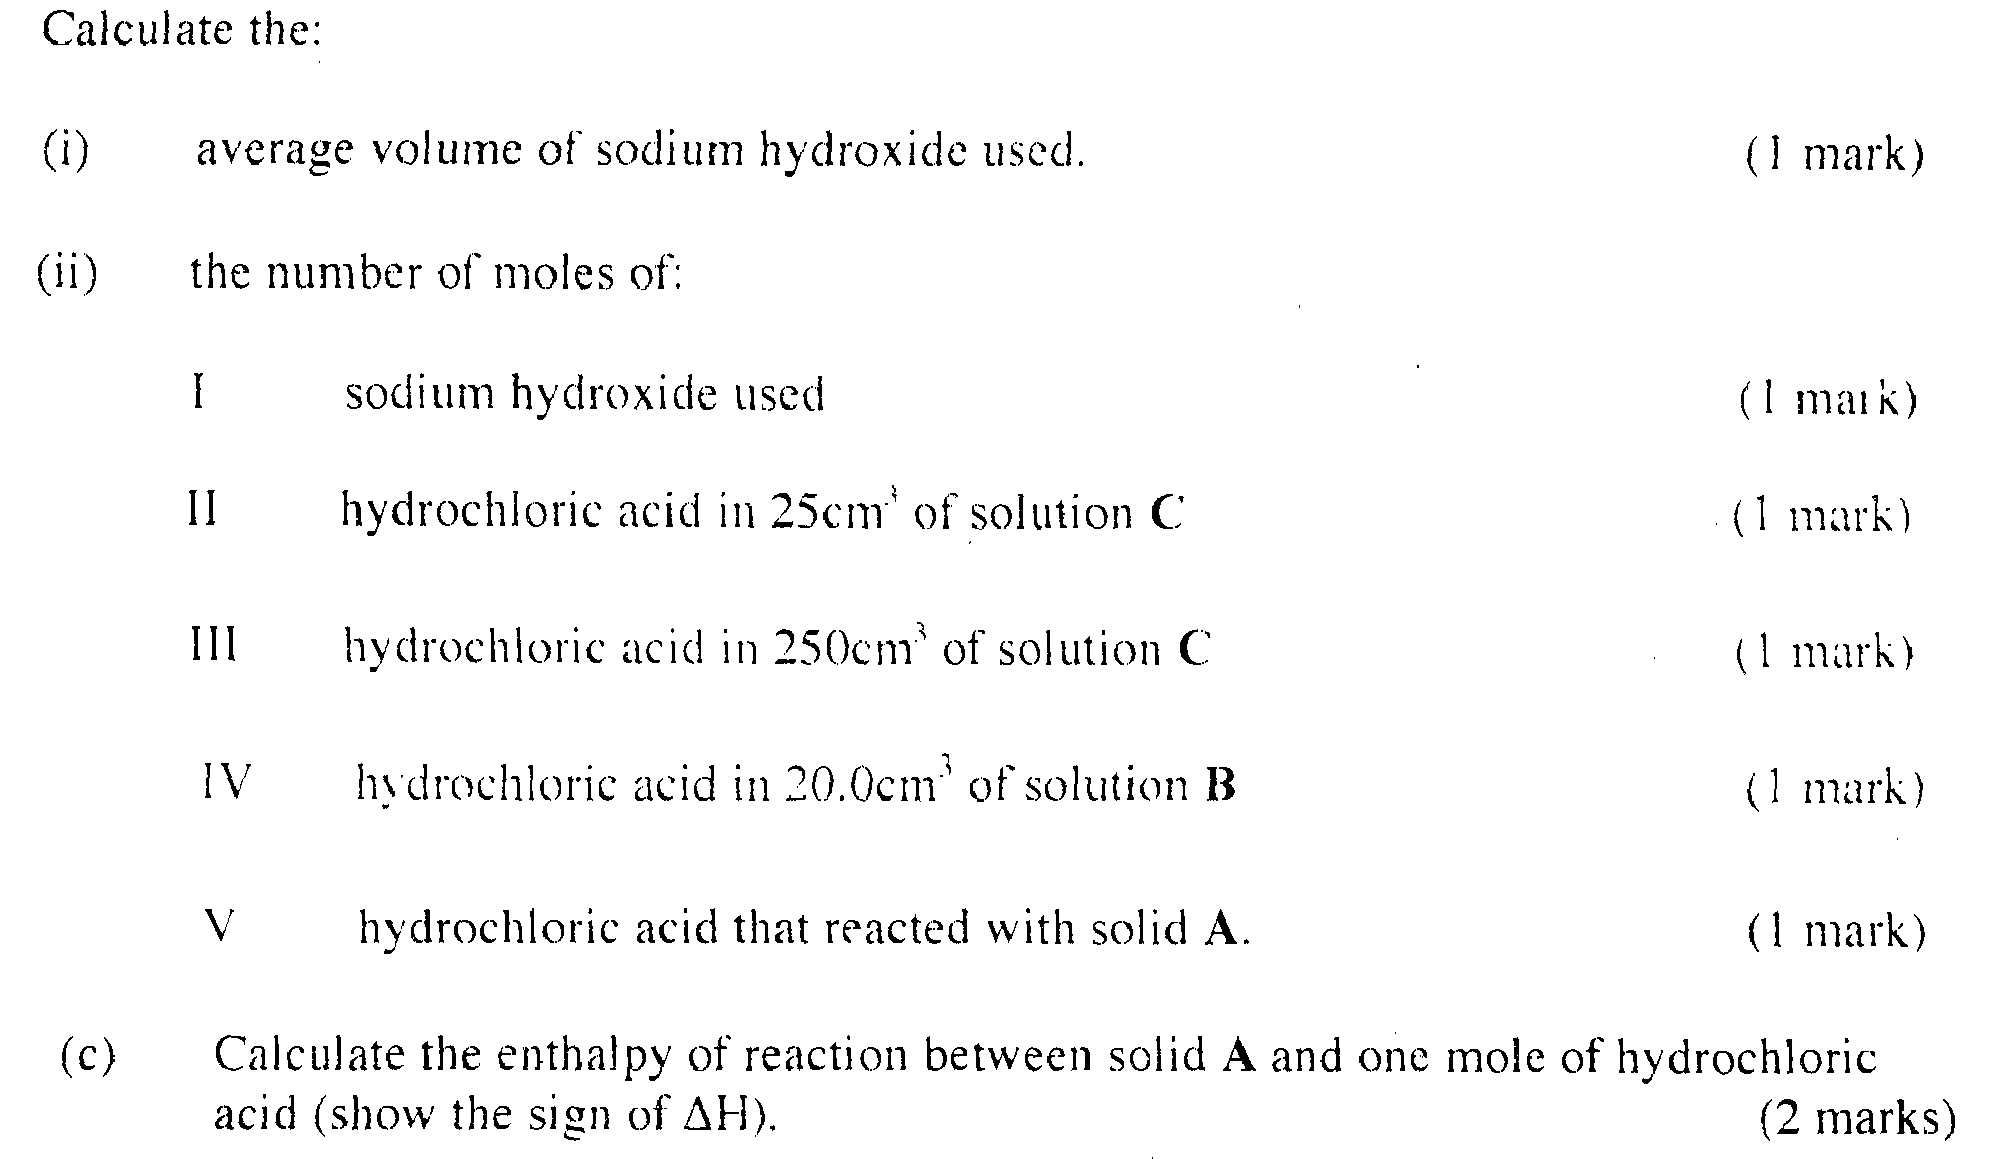 Calculate the:
(i) average volume of sodium hydroxide used. (1 mark)
(ii) the number of moles of:
I sodium hydroxide used (1 mark)
II hydrochloric acid in 25cm³ of solution C (1 mark)
III hydrochloric acid in 250cm³ of solution C (1 mark)
IV hydrochloric acid in 20.0cm³ of solution B (1 mark)
V hydrochloric acid that reacted with solid A. (1 mark)
(c) Calculate the enthalpy of reaction between solid A and one mole of hydrochloric
acid (show the sign of ΔH). (2 marks)